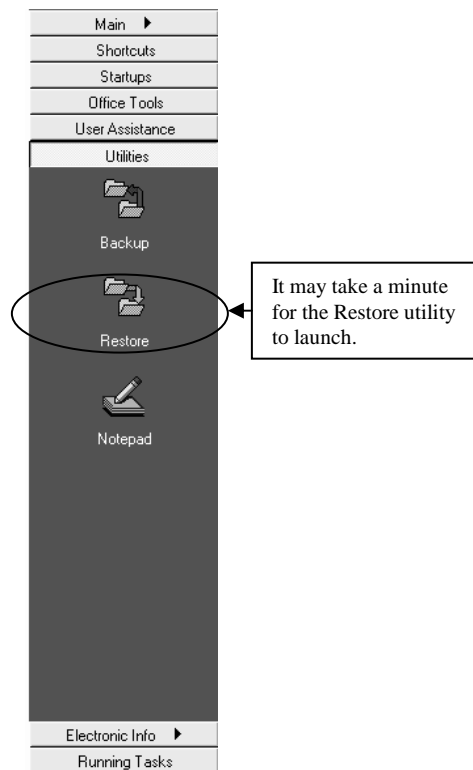 Main
Shortcuts
Startups
Office Tools
User Assistance
Utilities
Backup
Restore
It may take a minute
for the Restore utility
to launch.
Notepad
Electronic Info
Running Tasks